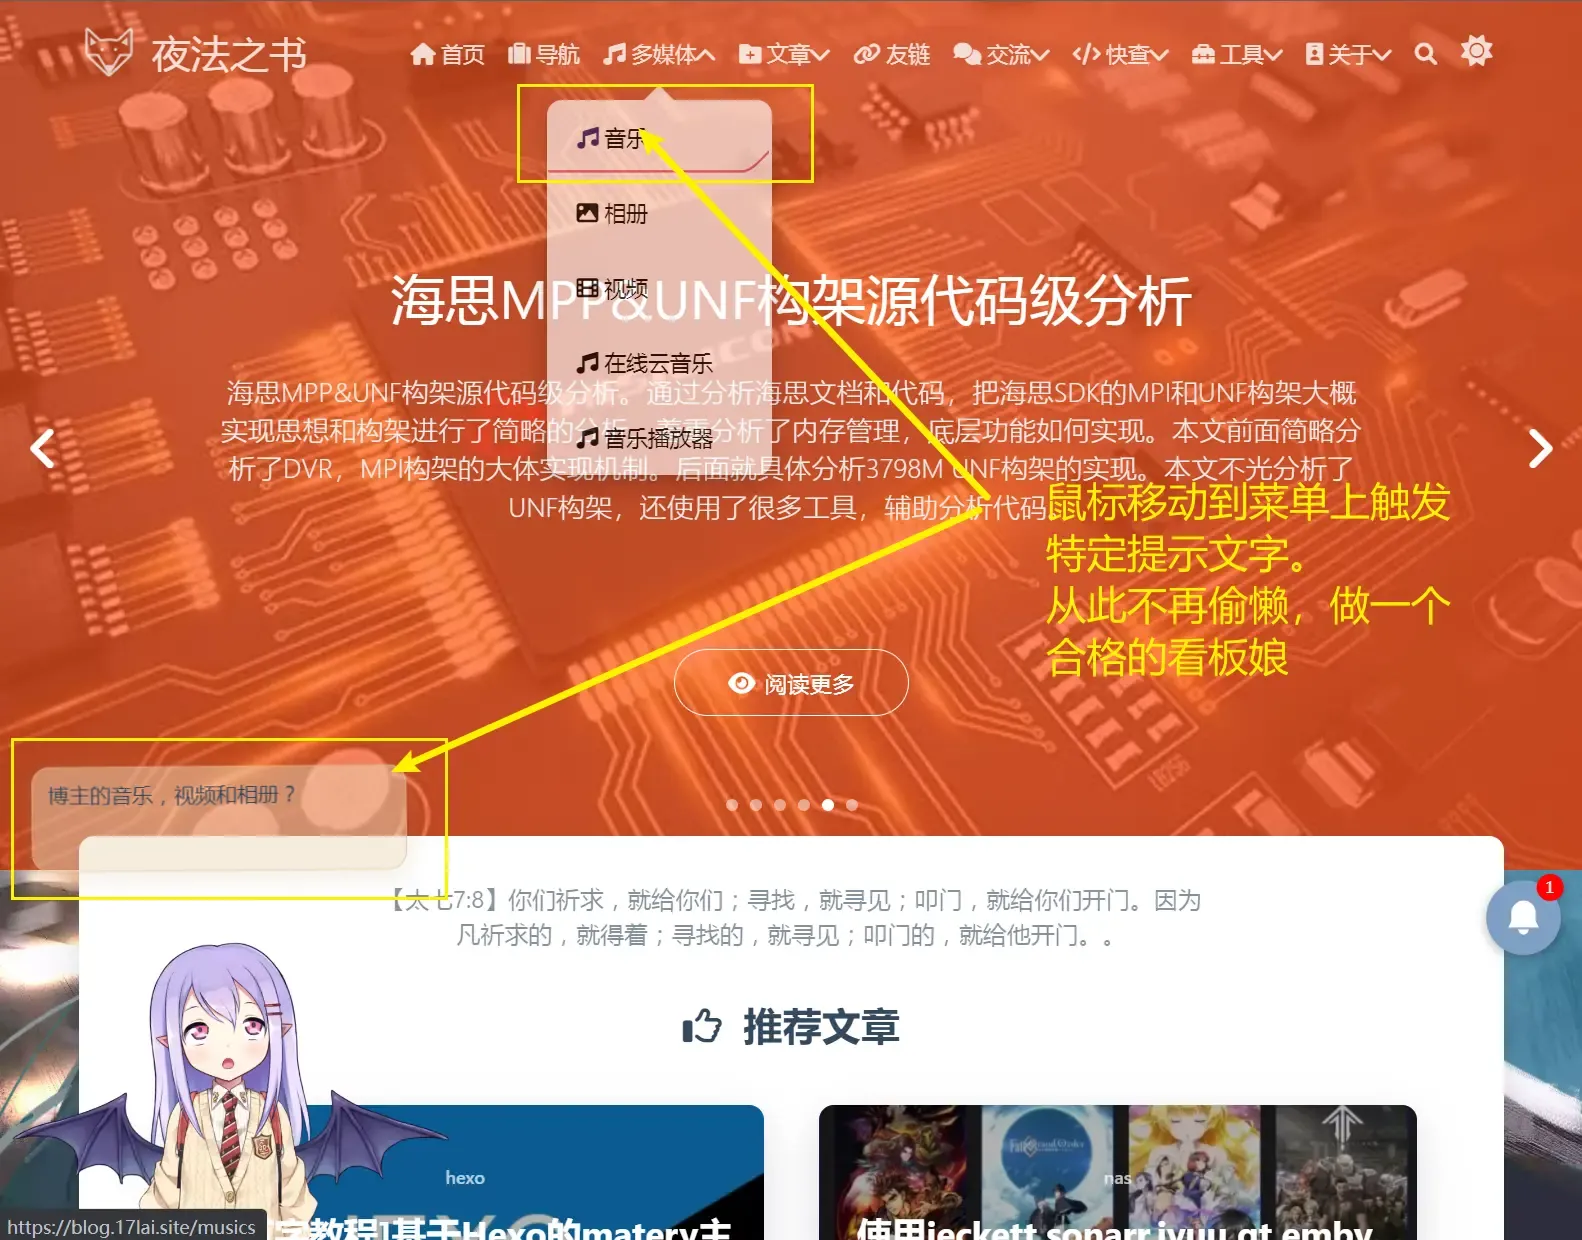 夜法之书
首页 导航 多媒体 文章 友链 交流 快查 工具 关于
音乐
相册
视频
在线云音乐
音乐播放器
海思MPP&UNF构架源代码级分析
海思MPP&UNF构架源代码级分析。通过分析海思文档和代码，把海思SDK的MPI和UNF构架大概
实现思想和构架进行了简略的分析。着重分析了内存管理，底层功能如何实现。本文前面简略分
析了DVR，MPI构架的大体实现机制。后面就具体分析3798M UNF构架的实现。本文不光分析了
UNF构架，还使用了很多工具，辅助分析代码。
鼠标移动到菜单上触发
特定提示文字。
从此不再偷懒，做一个
合格的看板娘
阅读更多
博主的音乐，视频和相册？
【太七7:8】你们祈求，就给你们；寻找，就寻见；叩门，就给你们开门。因为
凡祈求的，就得着；寻找的，就寻见；叩门的，就给他开门。。
1
推荐文章
hexo
nas
字教程]基于Hexo的matery主
使用jeckett,sonarr,iyuu,qt,emby
https://blog.17lai.site/musics